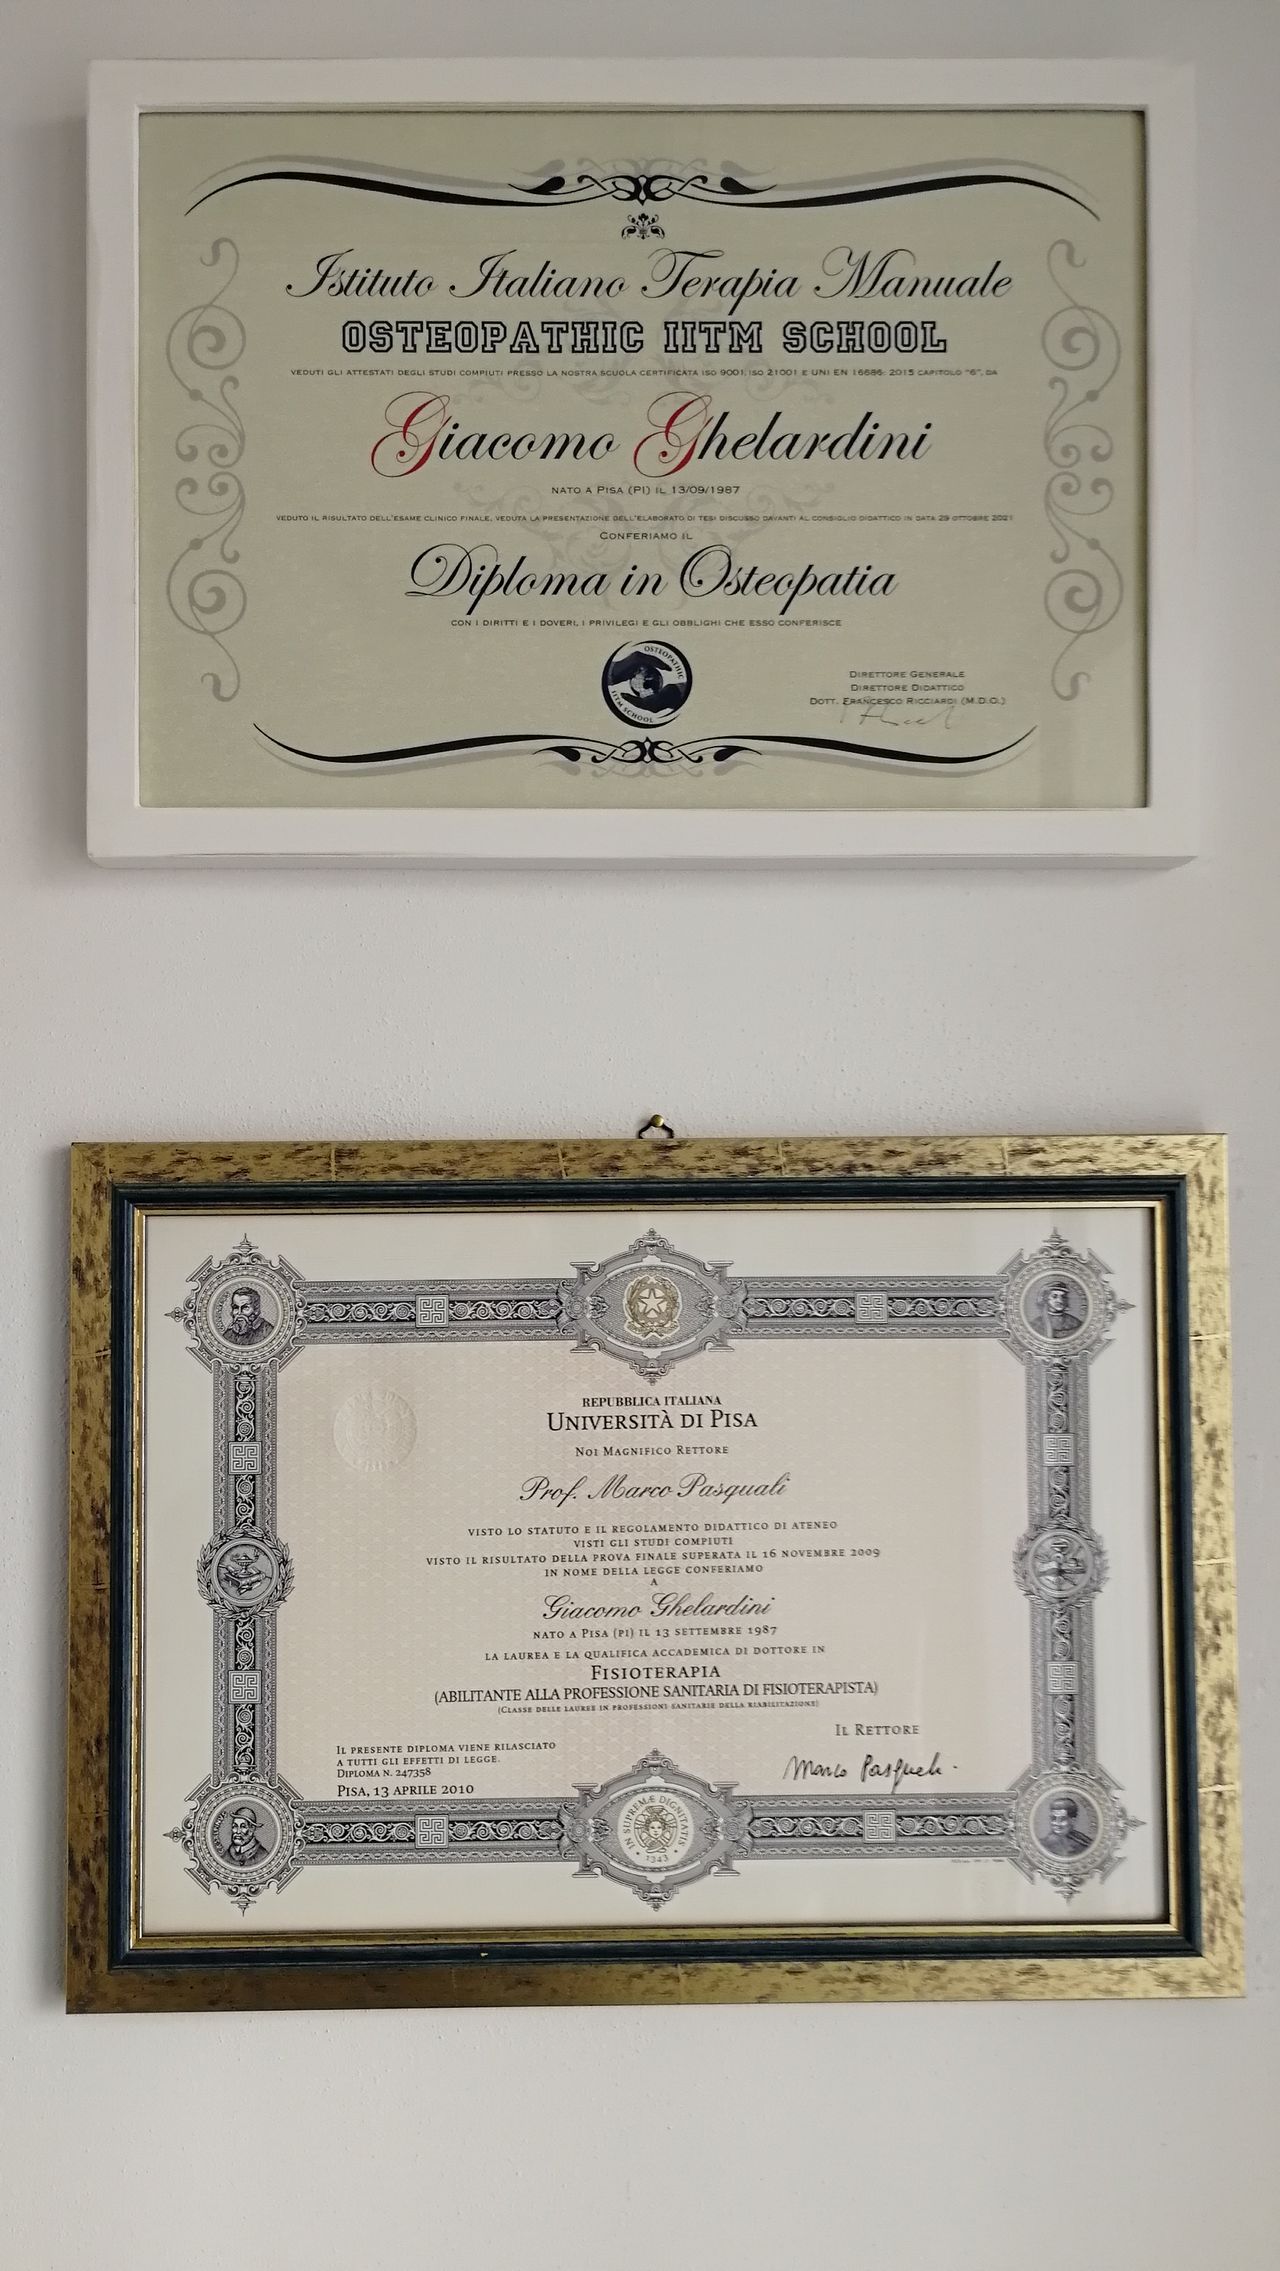 Istituto Italiano Terapia Manuale
OSTEOPATHIC IITM SCHOOL
VEDUTI GLI ATTESTATI DEGLI STUDI COMPIUTI PRESSO LA NOSTRA SCUOLA CERTIFICATA ISO 9001, ISO 21001 E UNI EN 16686: 2015 CAPITOLO "6", DA
Giacomo Ghelardini
NATO A PISA (PI) IL 13/09/1987
VEDUTO IL RISULTATO DELL'ESAME CLINICO FINALE, VEDUTA LA PRESENTAZIONE DELL'ELABORATO DI TESI DISCUSSO DAVANTI AL CONSIGLIO DIDATTICO IN DATA 29 OTTOBRE 2021
CONFERIAMO IL
Diploma in Osteopatia
CON I DIRITTI E I DOVERI, I PRIVILEGI E GLI OBBLIGHI CHE ESSO CONFERISCE
OSTEOPATHIC
IITM SCHOOL
DIRETTORE GENERALE
DIRETTORE DIDATTICO
DOTT. FRANCESCO RICCIARDI (M.D.O.)
REPUBBLICA ITALIANA
UNIVERSITÀ DI PISA
NOI MAGNIFICO RETTORE
Prof. Marco Pasquali
VISTO LO STATUTO E IL REGOLAMENTO DIDATTICO DI ATENEO
VISTI GLI STUDI COMPIUTI
VISTO IL RISULTATO DELLA PROVA FINALE SUPERATA IL 16 NOVEMBRE 2009
IN NOME DELLA LEGGE CONFERIAMO
A
Giacomo Ghelardini
NATO A PISA (PI) IL 13 SETTEMBRE 1987
LA LAUREA E LA QUALIFICA ACCADEMICA DI DOTTORE IN
FISIOTERAPIA
(ABILITANTE ALLA PROFESSIONE SANITARIA DI FISIOTERAPISTA)
(CLASSE DELLE LAUREE IN PROFESSIONI SANITARIE DELLA RIABILITAZIONE)
IL RETTORE
Marco Pasquali
IL PRESENTE DIPLOMA VIENE RILASCIATO
A TUTTI GLI EFFETTI DI LEGGE.
DIPLOMA N. 247358
PISA, 13 APRILE 2010
IN SUPREMÆ DIGNITATIS
1343